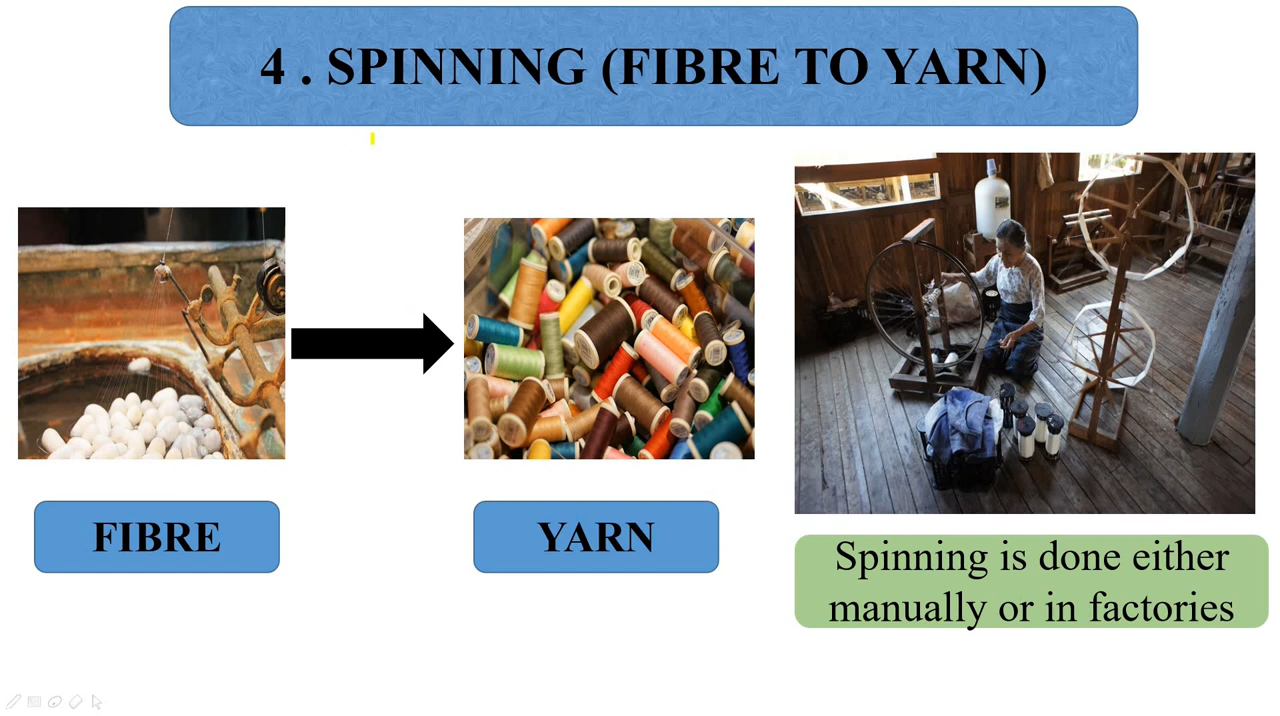 4 . SPINNING (FIBRE TO YARN)
FIBRE
YARN
Spinning is done either
manually or in factories